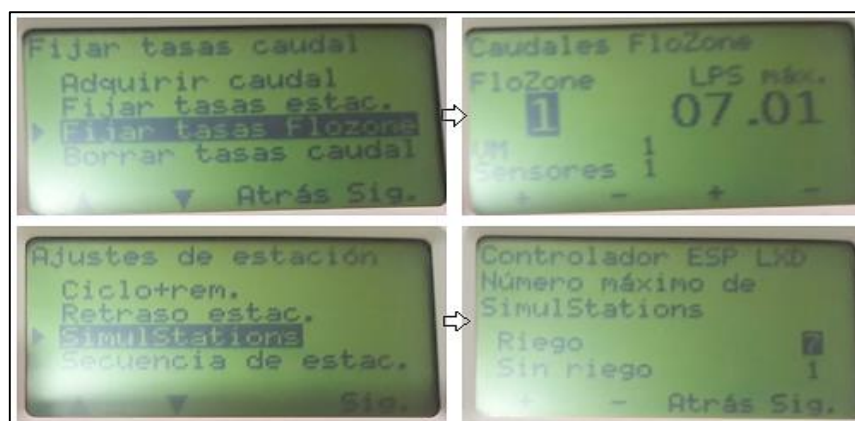 Fijar tasas caudal
Adquirir caudal
Fijar tasas estac.
Fijar tasas Flozone
Borrar tasas caudal
Atrás Sig.
Caudales FloZone
FloZone LPS máx.
1 07.01
VM 1
Sensores 1
+ - + -
Ajustes de estación
Ciclo+rem.
Retraso estac.
SimulStations
Secuencia de estac.
Sig.
Controlador ESP LXD
Número máximo de
SimulStations
Riego 7
Sin riego 1
+ - Atrás Sig.